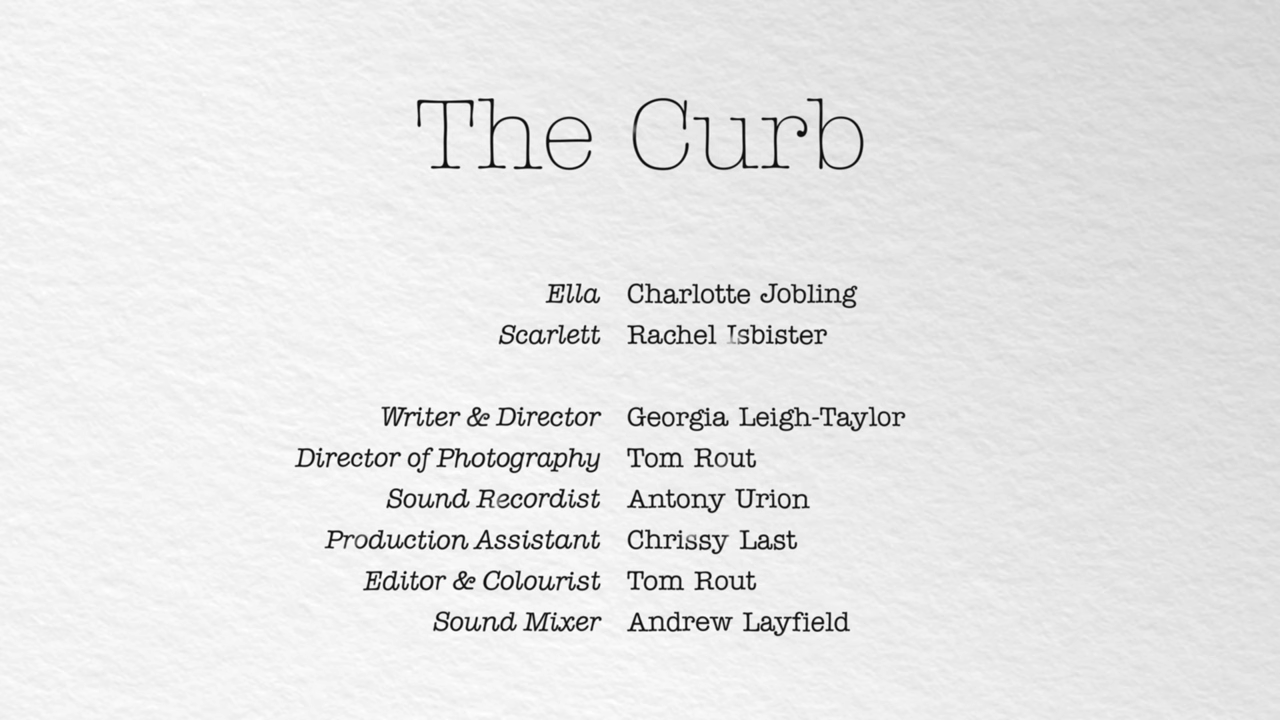 The Curb
Ella Charlotte Jobling
Scarlett Rachel Isbister
Writer & Director Georgia Leigh-Taylor
Director of Photography Tom Rout
Sound Recordist Antony Urion
Production Assistant Chrissy Last
Editor & Colourist Tom Rout
Sound Mixer Andrew Layfield